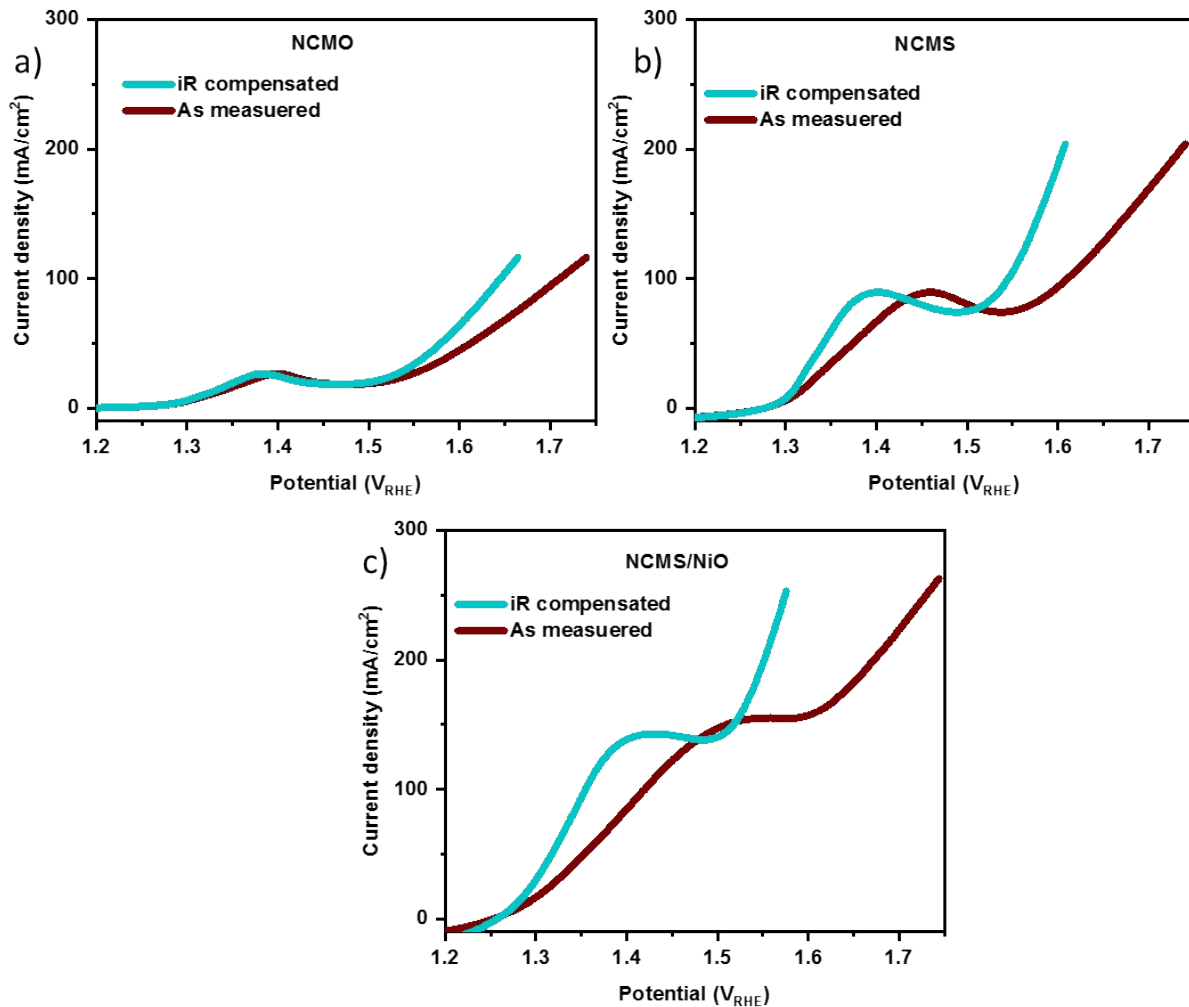 a)
NCMO
iR compensated
As measuered
Current density (mA/cm²)
300
200
100
0
1.2 1.3 1.4 1.5 1.6 1.7
Potential (V_RHE)
b)
NCMS
iR compensated
As measuered
Current density (mA/cm²)
300
200
100
0
1.2 1.3 1.4 1.5 1.6 1.7
Potential (V_RHE)
c)
NCMS/NiO
iR compensated
As measuered
Current density (mA/cm²)
300
200
100
0
1.2 1.3 1.4 1.5 1.6 1.7
Potential (V_RHE)